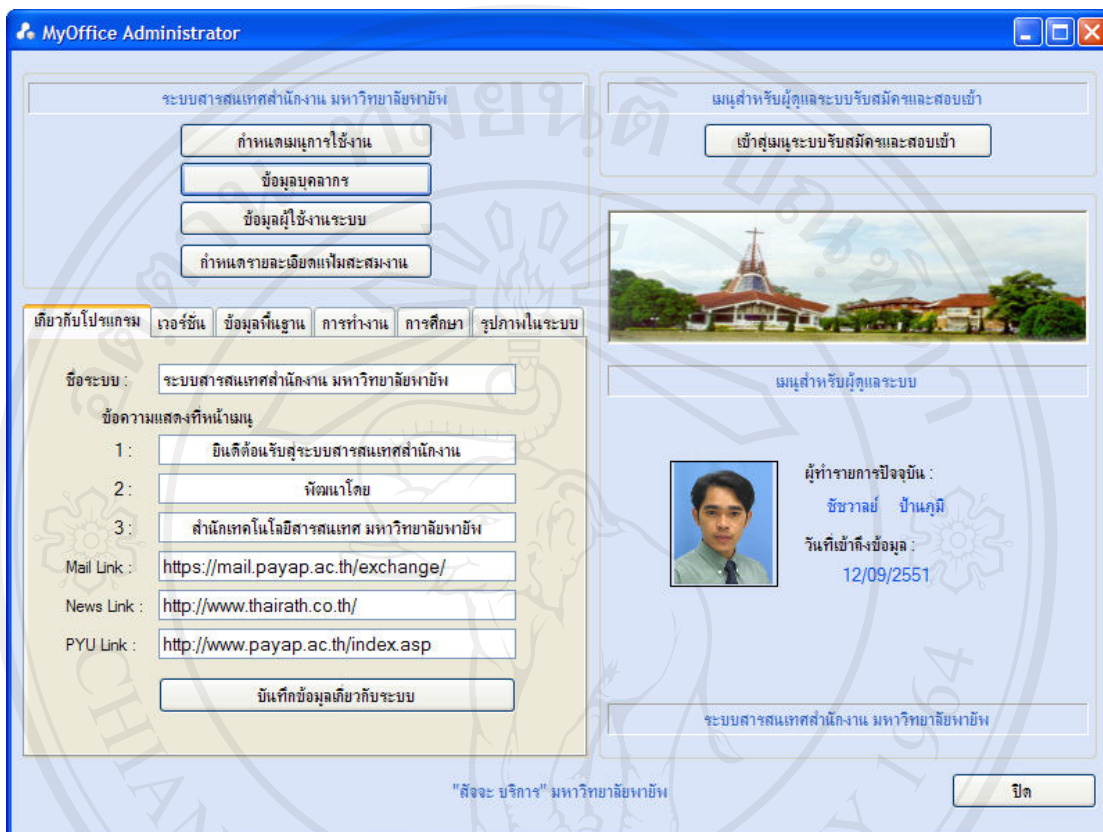 MyOffice Administrator
ระบบสารสนเทศสำนักงาน มหาวิทยาลัยพายัพ
กำหนดเมนูการใช้งาน
ข้อมูลบุคลากร
ข้อมูลผู้ใช้งานระบบ
กำหนดรายละเอียดแฟ้มสะสมงาน
เมนูสำหรับผู้ดูแลระบบรับสมัครและสอบเข้า
เข้าสู่เมนูระบบรับสมัครและสอบเข้า
เกี่ยวกับโปรแกรม เวอร์ชั่น ข้อมูลพื้นฐาน การทำงาน การศึกษา รูปภาพในระบบ
ชื่อระบบ : ระบบสารสนเทศสำนักงาน มหาวิทยาลัยพายัพ
ข้อความแสดงที่หน้าเมนู
1 : ยินดีต้อนรับสู่ระบบสารสนเทศสำนักงาน
2 : พัฒนาโดย
3 : สำนักเทคโนโลยีสารสนเทศ มหาวิทยาลัยพายัพ
Mail Link : https://mail.payap.ac.th/exchange/
News Link : http://www.thairath.co.th/
PYU Link : http://www.payap.ac.th/index.asp
บันทึกข้อมูลเกี่ยวกับระบบ
เมนูสำหรับผู้ดูแลระบบ
ผู้ทำรายการปัจจุบัน :
ชัชวาลย์ ป้านภูมิ
วันที่เข้าถึงข้อมูล :
12/09/2551
ระบบสารสนเทศสำนักงาน มหาวิทยาลัยพายัพ
"สัจจะ บริการ" มหาวิทยาลัยพายัพ
ปิด